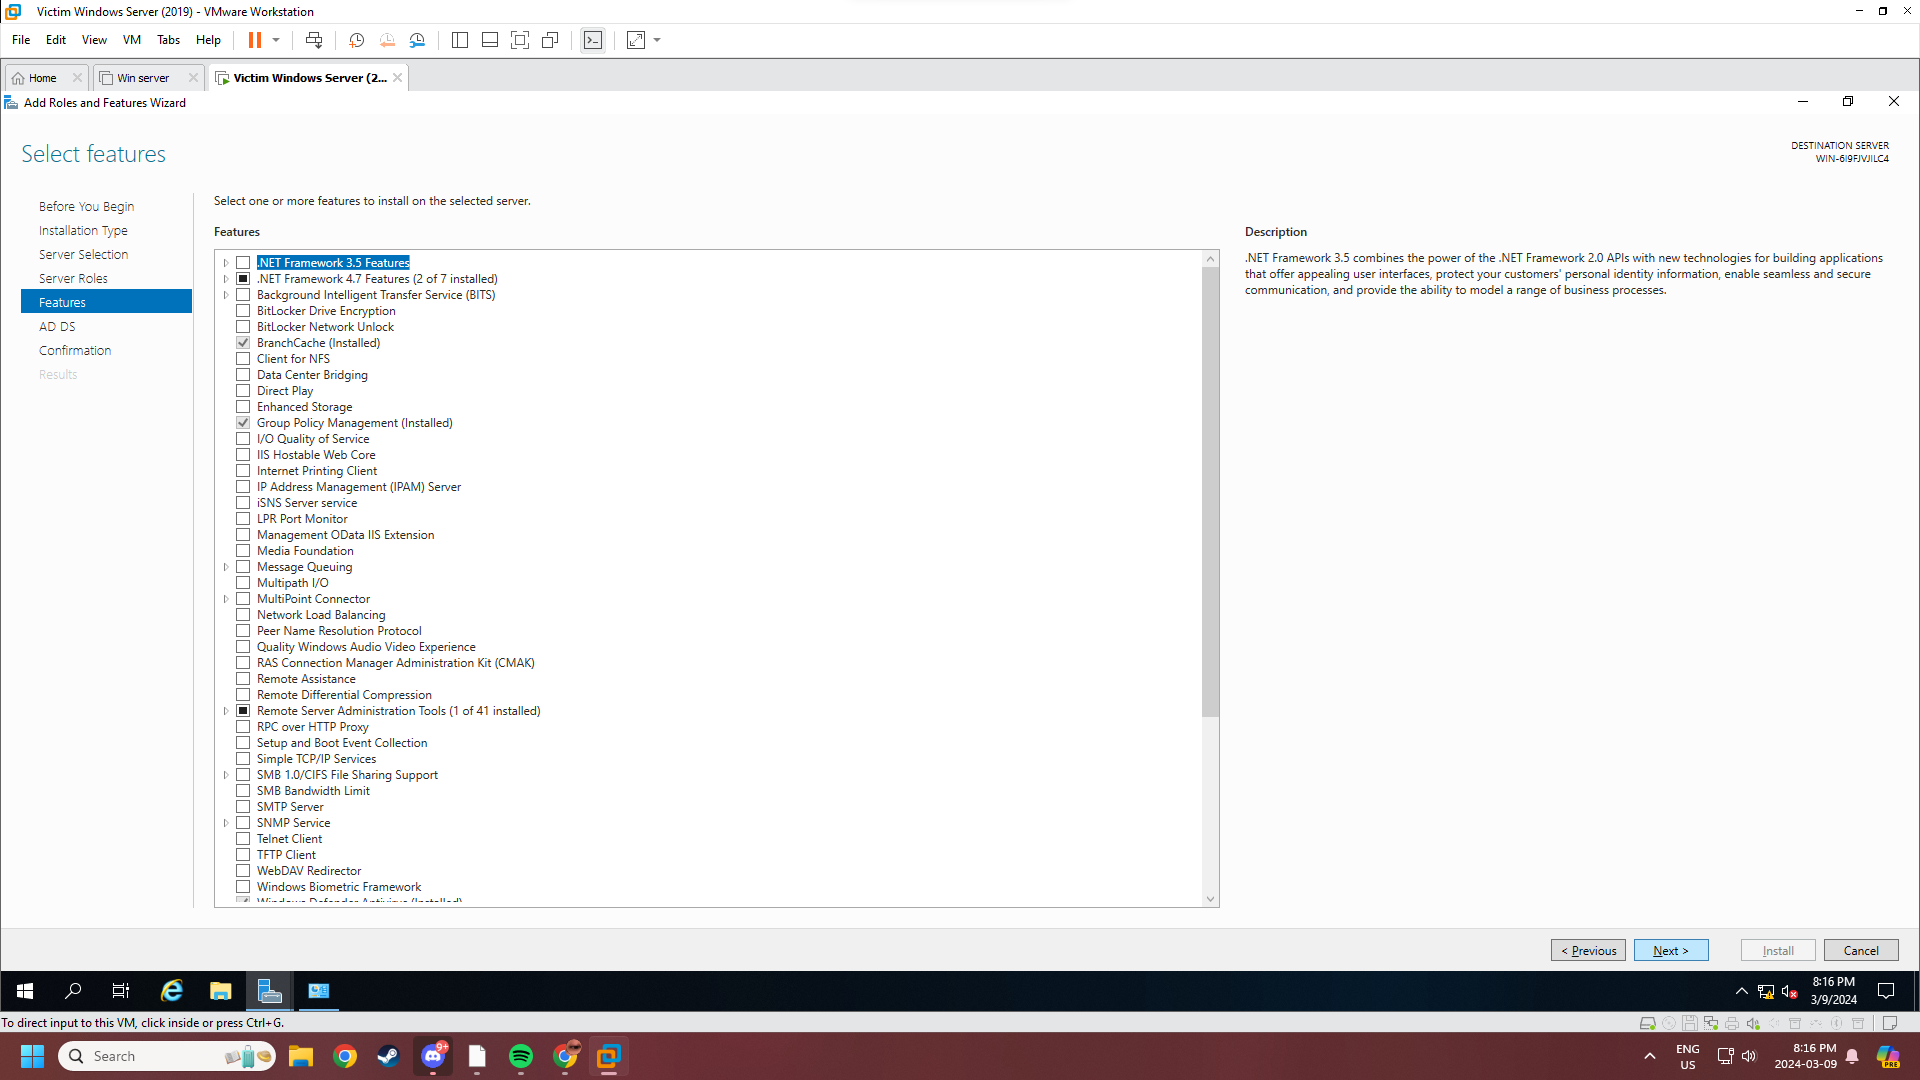 Victim Windows Server (2019) - VMware Workstation
File Edit View VM Tabs Help
Home Win server Victim Windows Server (2...
Add Roles and Features Wizard
Select features
DESTINATION SERVER
WIN-6I9FJVJILC4
Before You Begin
Installation Type
Server Selection
Server Roles
Features
AD DS
Confirmation
Results
Select one or more features to install on the selected server.
Features
.NET Framework 3.5 Features
.NET Framework 4.7 Features (2 of 7 installed)
Background Intelligent Transfer Service (BITS)
BitLocker Drive Encryption
BitLocker Network Unlock
BranchCache (Installed)
Client for NFS
Data Center Bridging
Direct Play
Enhanced Storage
Group Policy Management (Installed)
I/O Quality of Service
IIS Hostable Web Core
Internet Printing Client
IP Address Management (IPAM) Server
iSNS Server service
LPR Port Monitor
Management OData IIS Extension
Media Foundation
Message Queuing
Multipath I/O
MultiPoint Connector
Network Load Balancing
Peer Name Resolution Protocol
Quality Windows Audio Video Experience
RAS Connection Manager Administration Kit (CMAK)
Remote Assistance
Remote Differential Compression
Remote Server Administration Tools (1 of 41 installed)
RPC over HTTP Proxy
Setup and Boot Event Collection
Simple TCP/IP Services
SMB 1.0/CIFS File Sharing Support
SMB Bandwidth Limit
SMTP Server
SNMP Service
Telnet Client
TFTP Client
WebDAV Redirector
Windows Biometric Framework
Windows Defender Antivirus (Installed)
Description
.NET Framework 3.5 combines the power of the .NET Framework 2.0 APIs with new technologies for building applications
that offer appealing user interfaces, protect your customers' personal identity information, enable seamless and secure
communication, and provide the ability to model a range of business processes.
< Previous Next > Install Cancel
8:16 PM
3/9/2024
To direct input to this VM, click inside or press Ctrl+G.
Search
9+
ENG
US
8:16 PM
2024-03-09
PRE